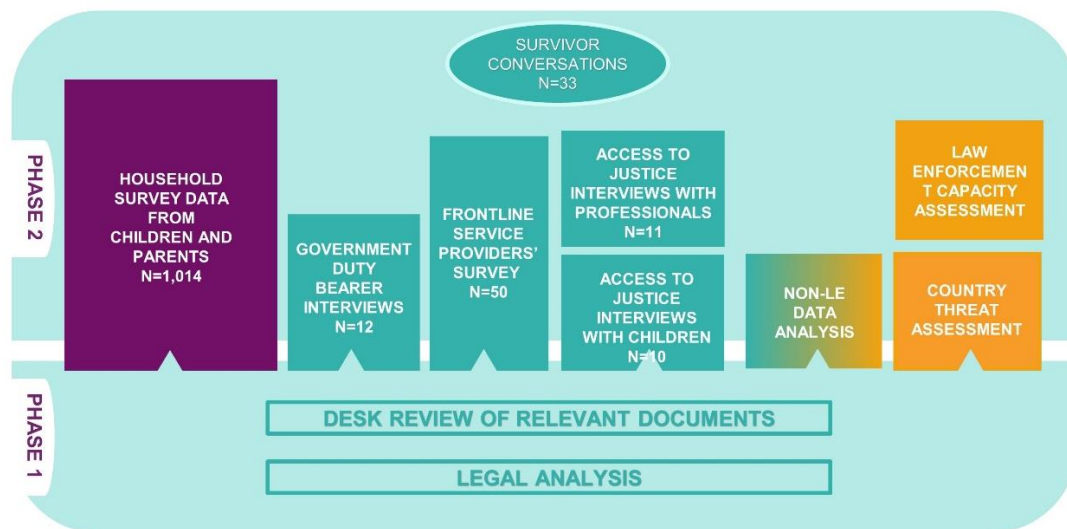 SURVIVOR
CONVERSATIONS
N=33
PHASE 2
HOUSEHOLD
SURVEY DATA
FROM
CHILDREN AND
PARENTS
N=1,014
GOVERNMENT
DUTY
BEARER
INTERVIEWS
N=12
FRONTLINE
SERVICE
PROVIDERS’
SURVEY
N=50
ACCESS TO
JUSTICE
INTERVIEWS WITH
PROFESSIONALS
N=11
ACCESS TO
JUSTICE
INTERVIEWS
WITH CHILDREN
N=10
NON-LE
DATA
ANALYSIS
LAW
ENFORCEMEN
T CAPACITY
ASSESSMENT
COUNTRY
THREAT
ASSESSMENT
PHASE 1
DESK REVIEW OF RELEVANT DOCUMENTS
LEGAL ANALYSIS